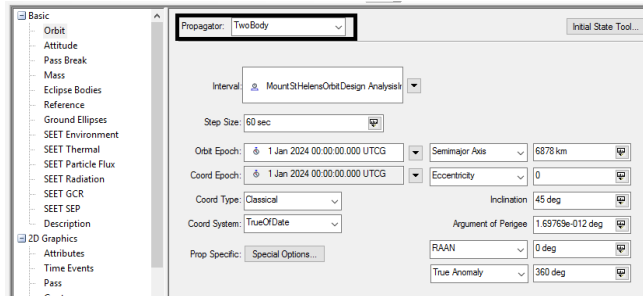 Basic
Orbit
Attitude
Pass Break
Mass
Eclipse Bodies
Reference
Ground Ellipses
SEET Environment
SEET Thermal
SEET Particle Flux
SEET Radiation
SEET GCR
SEET SEP
Description
2D Graphics
Attributes
Time Events
Pass
Propagator: TwoBody
Initial State Tool...
Interval: MountStHelensOrbitDesign AnalysisIr
Step Size: 60 sec
Orbit Epoch: 1 Jan 2024 00:00:00.000 UTCG Semimajor Axis 6878 km
Coord Epoch: 1 Jan 2024 00:00:00.000 UTCG Eccentricity 0
Coord Type: Classical Inclination 45 deg
Coord System: TrueOfDate Argument of Perigee 1.69769e-012 deg
Prop Specific: Special Options... RAAN 0 deg
True Anomaly 360 deg